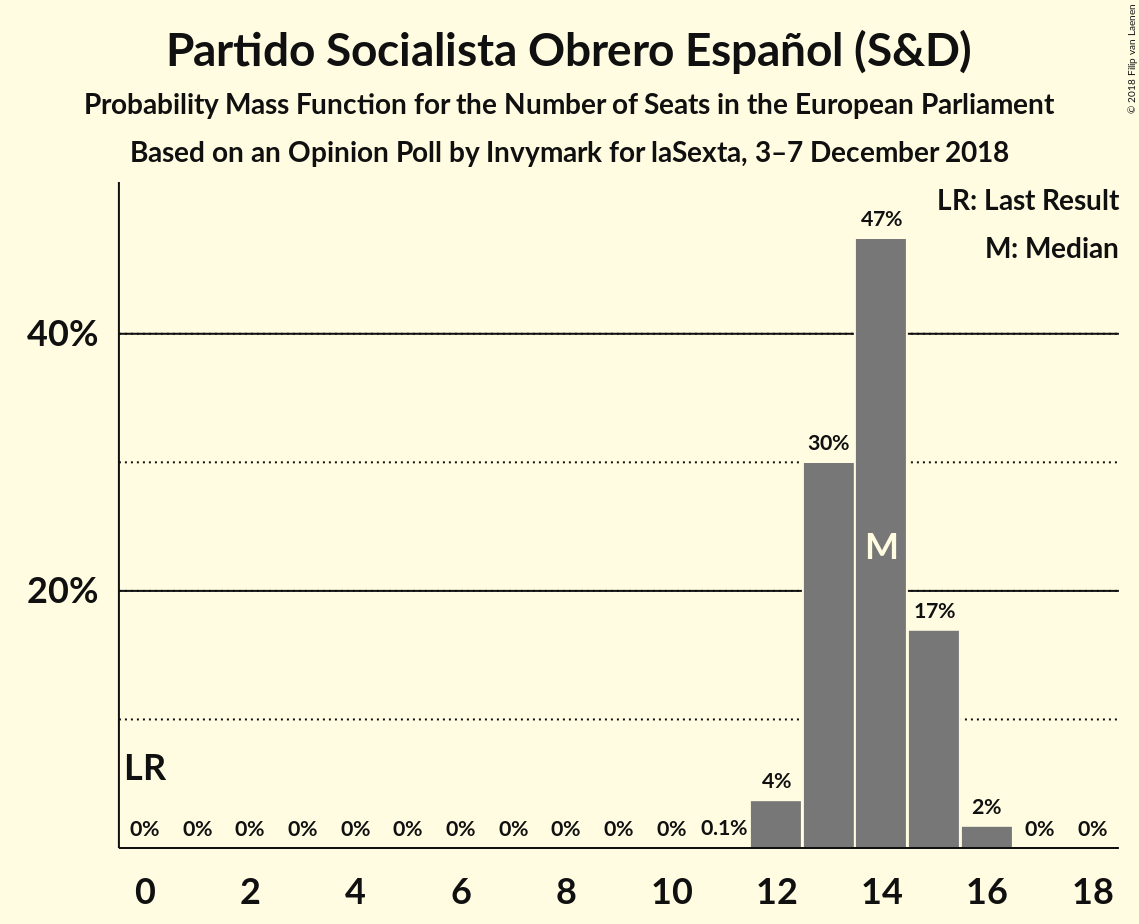 Partido Socialista Obrero Español (S&D)
Probability Mass Function for the Number of Seats in the European Parliament
Based on an Opinion Poll by Invymark for laSexta, 3–7 December 2018
© 2018 Filip van Laenen
LR: Last Result
M: Median
47%
40%
30%
M
20%
17%
LR
4%
2%
0% 0% 0% 0% 0% 0% 0% 0% 0% 0% 0% 0.1% 0% 0%
0 2 4 6 8 10 12 14 16 18